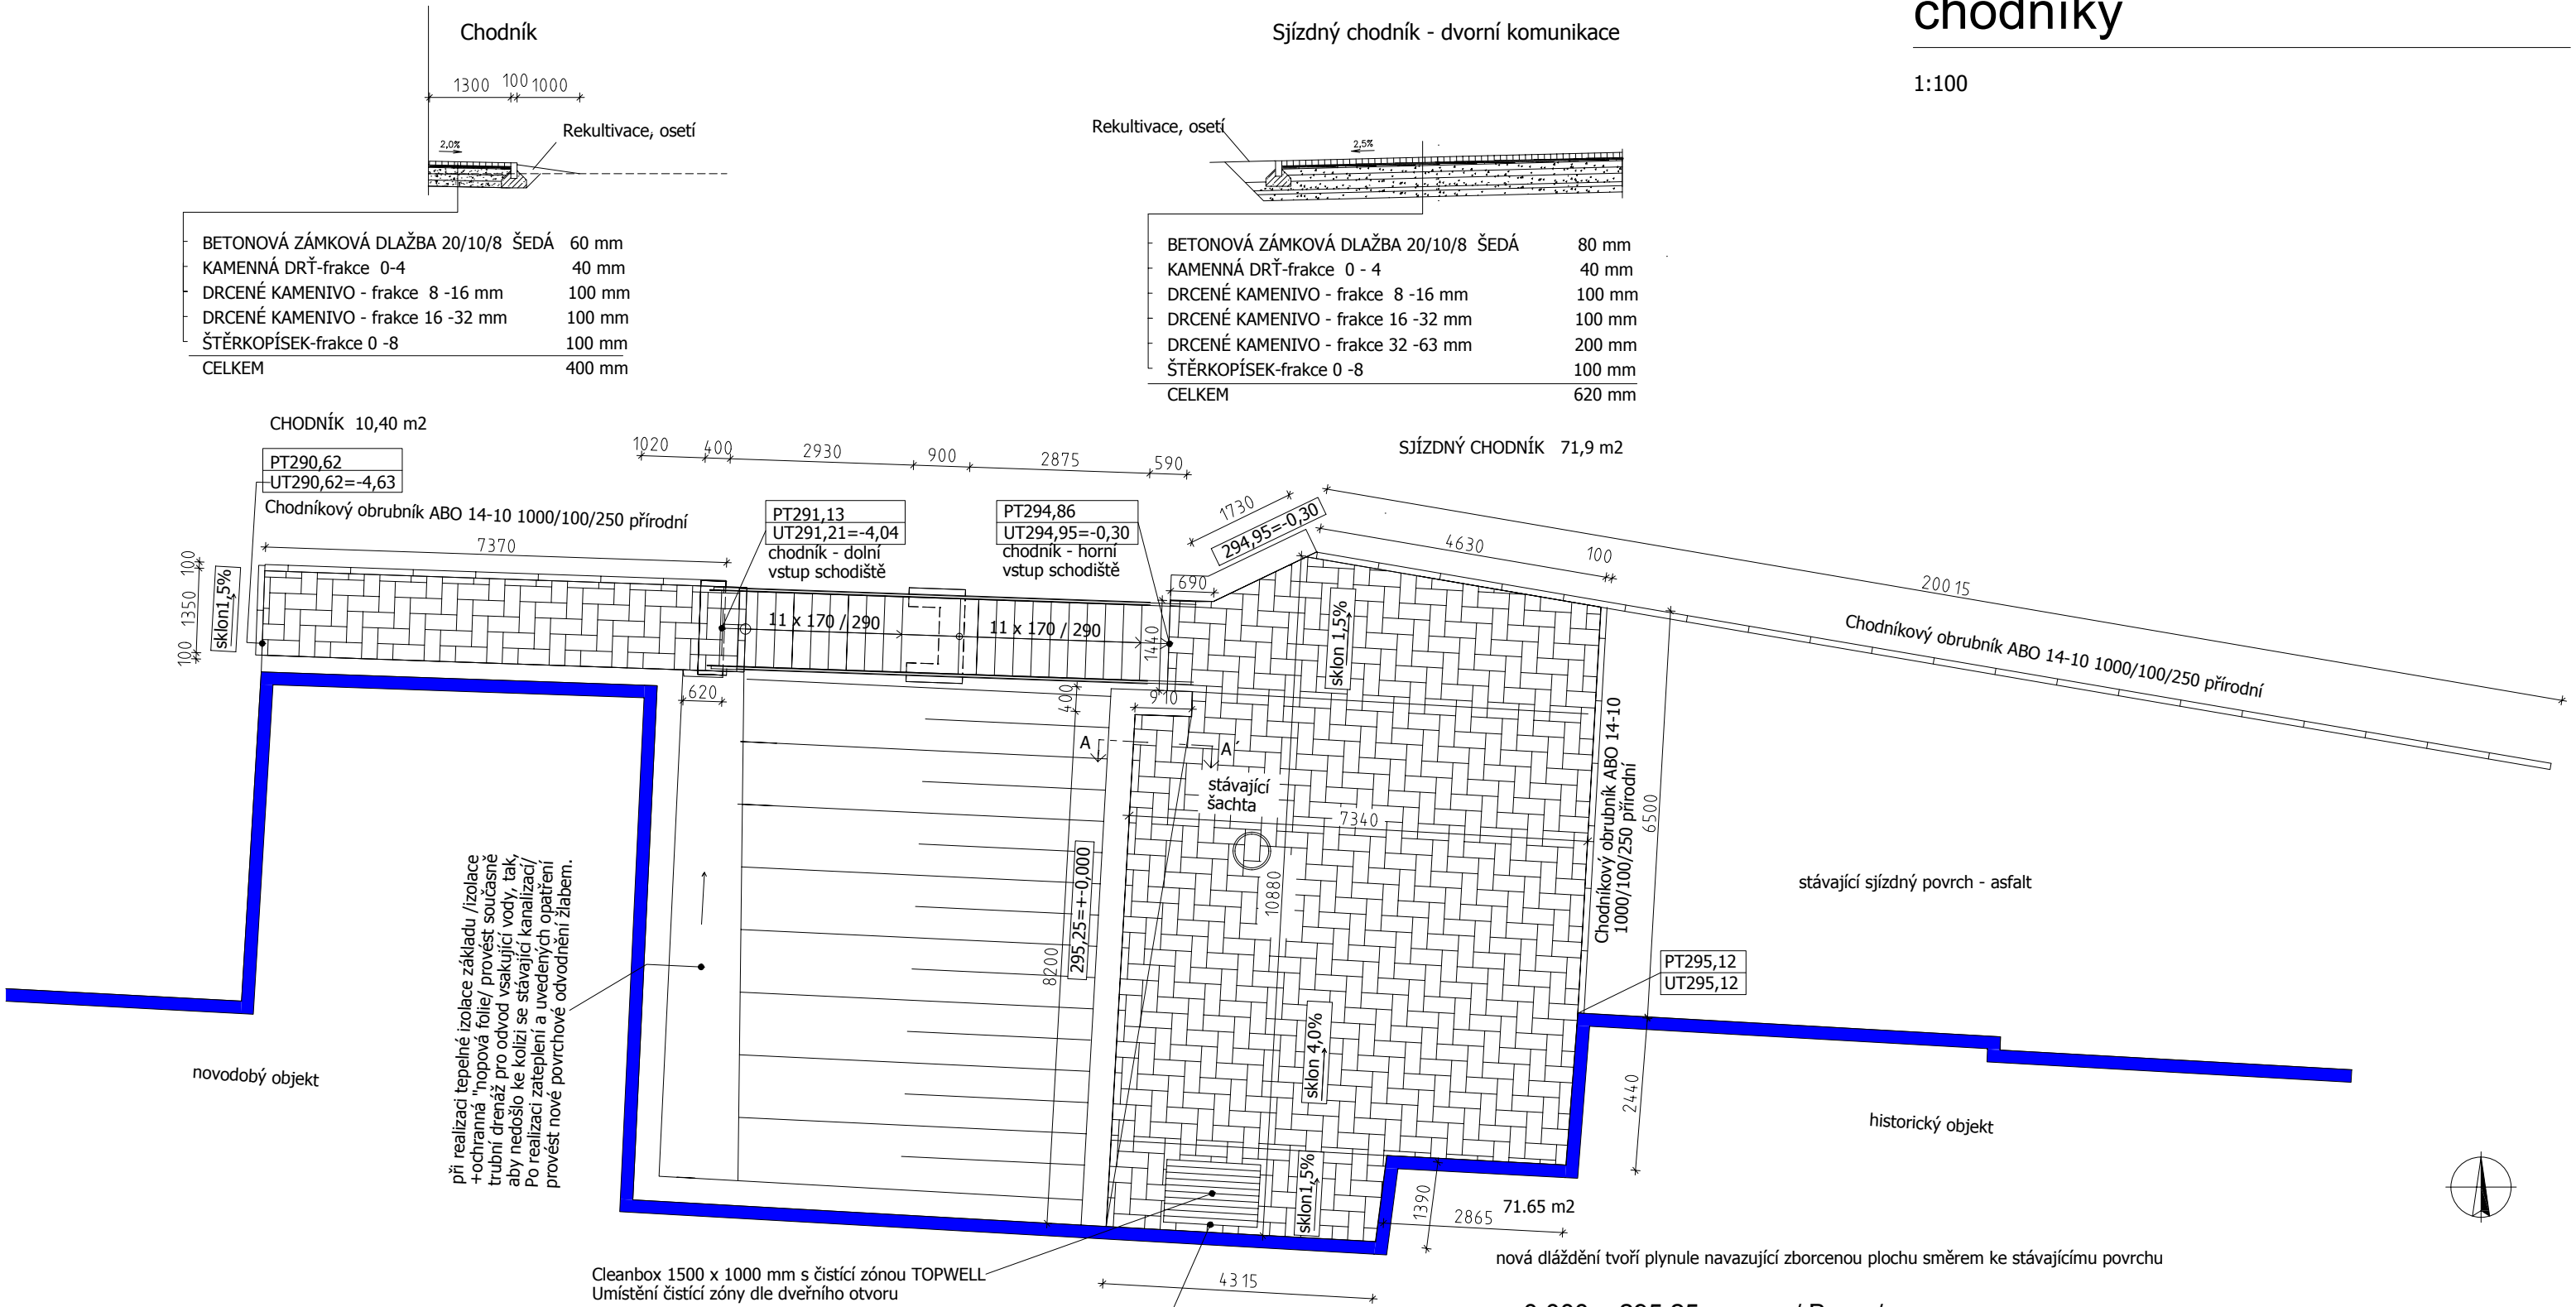 chodníky
1:100
Chodník
1300 100 1000
Rekultivace, osetí
2,0%
BETONOVÁ ZÁMKOVÁ DLAŽBA 20/10/8 ŠEDÁ 60 mm
KAMENNÁ DRŤ-frakce 0-4 40 mm
DRCENÉ KAMENIVO - frakce 8 -16 mm 100 mm
DRCENÉ KAMENIVO - frakce 16 -32 mm 100 mm
ŠTĚRKOPÍSEK-frakce 0 -8 100 mm
CELKEM 400 mm
Sjízdný chodník - dvorní komunikace
Rekultivace, osetí
2,5%
BETONOVÁ ZÁMKOVÁ DLAŽBA 20/10/8 ŠEDÁ 80 mm
KAMENNÁ DRŤ-frakce 0 - 4 40 mm
DRCENÉ KAMENIVO - frakce 8 -16 mm 100 mm
DRCENÉ KAMENIVO - frakce 16 -32 mm 100 mm
DRCENÉ KAMENIVO - frakce 32 -63 mm 200 mm
ŠTĚRKOPÍSEK-frakce 0 -8 100 mm
CELKEM 620 mm
CHODNÍK 10,40 m2
PT290,62
UT290,62=-4,63
Chodníkový obrubník ABO 14-10 1000/100/250 přírodní
7370
100
1350
100
sklon1,5%
1020 400 2930 900 2875 590
PT291,13
UT291,21=-4,04
chodník - dolní
vstup schodiště
PT294,86
UT294,95=-0,30
chodník - horní
vstup schodiště
11 x 170 / 290
11 x 170 / 290
SJÍZDNÝ CHODNÍK 71,9 m2
1730
294,95=-0,30
690
4630
100
20015
Chodníkový obrubník ABO 14-10 1000/100/250 přírodní
sklon 1,5%
1440
620
400
910
A
A´
stávající
šachta
7340
10880
8200
295,25=+-0,000
Chodníkový obrubník ABO 14-10
1000/100/250 přírodní
6500
stávající sjízdný povrch - asfalt
PT295,12
UT295,12
při realizaci tepelné izolace základu /izolace
+ochranná "nopová folie/ provést současně
trubní drenáž pro odvod vsakující vody, tak,
aby nedošlo ke kolizi se stávající kanalizací/
Po realizaci zateplení a uvedených opatření
provést nové povrchové odvodnění žlabem.
novodobý objekt
sklon 4,0%
2440
historický objekt
sklon1,5%
1390
2865
71.65 m2
nová dláždění tvoří plynule navazující zborcenou plochu směrem ke stávajícimu povrchu
Cleanbox 1500 x 1000 mm s čistící zónou TOPWELL
Umístění čistící zóny dle dveřního otvoru
4315